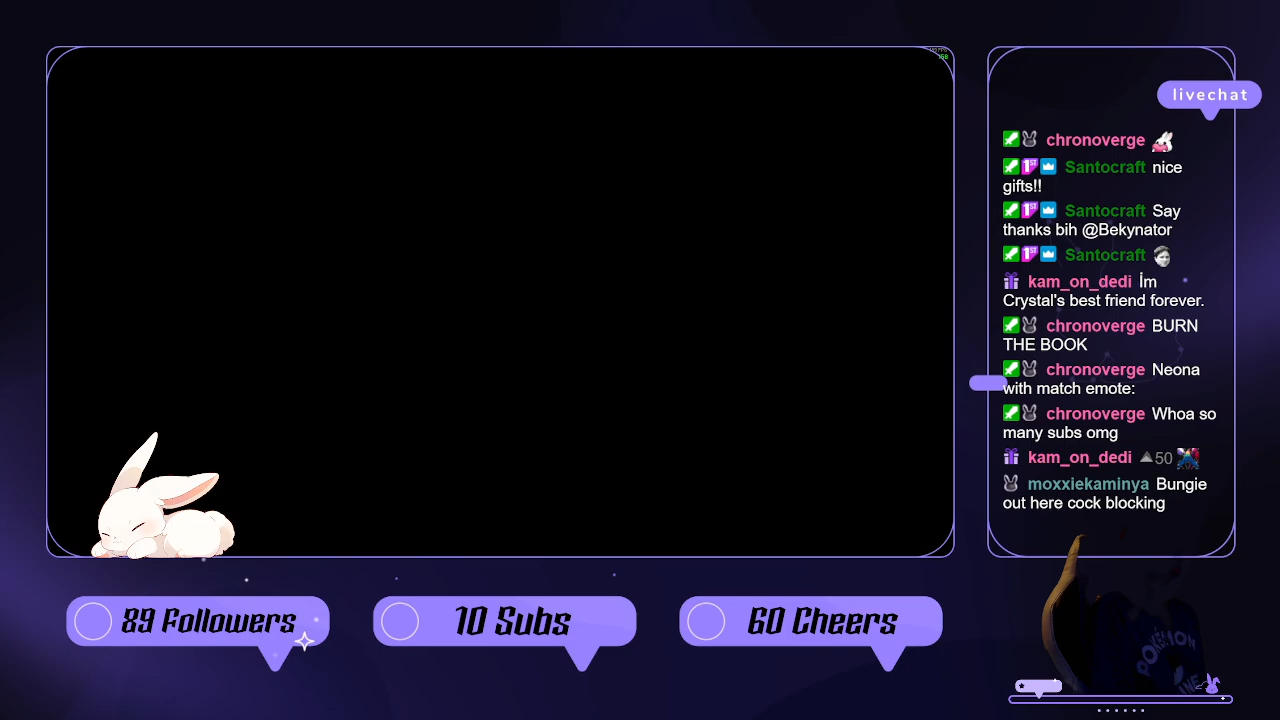 58
livechat
chronoverge
Santocraft nice
gifts!!
Santocraft Say
thanks bih @Bekynator
Santocraft
kam_on_dedi İm
Crystal's best friend forever.
chronoverge BURN
THE BOOK
chronoverge Neona
with match emote:
chronoverge Whoa so
many subs omg
kam_on_dedi 50
moxxiekaminya Bungie
out here cock blocking
89 Followers
10 Subs
60 Cheers
POKÉMON